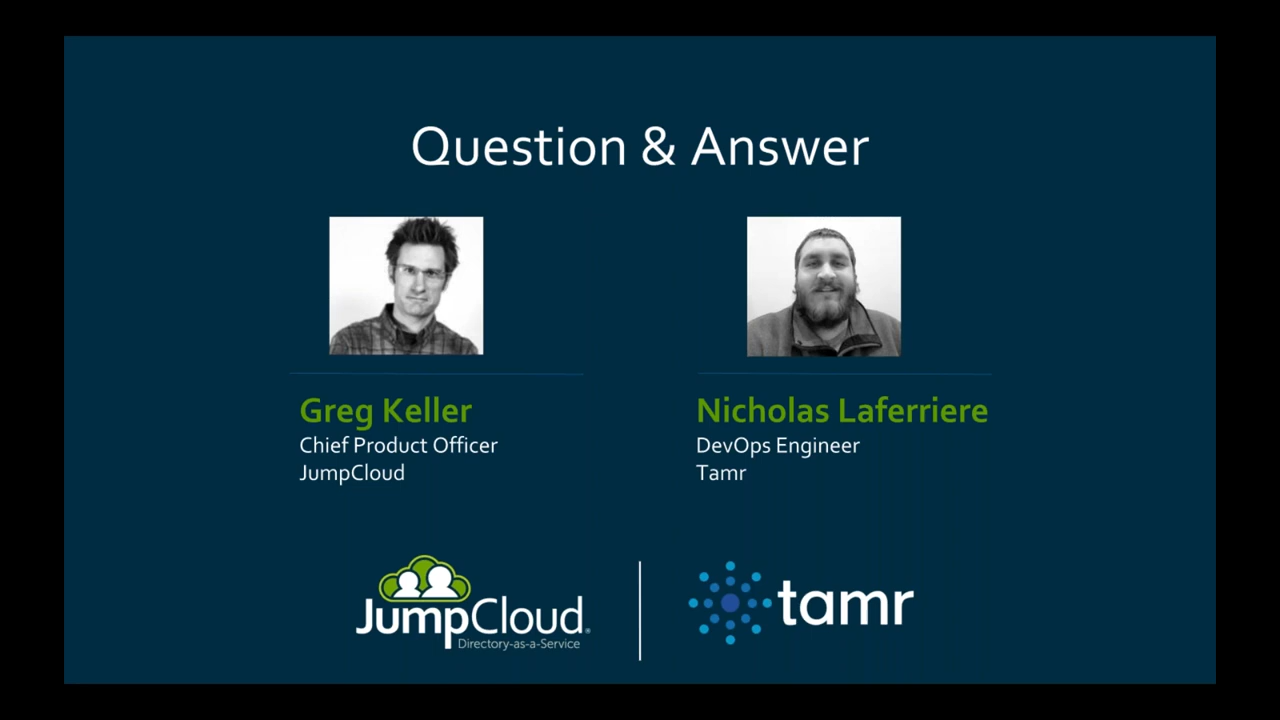 Question & Answer
Greg Keller
Chief Product Officer
JumpCloud
Nicholas Laferriere
DevOps Engineer
Tamr
JumpCloud®
Directory-as-a-Service
tamr